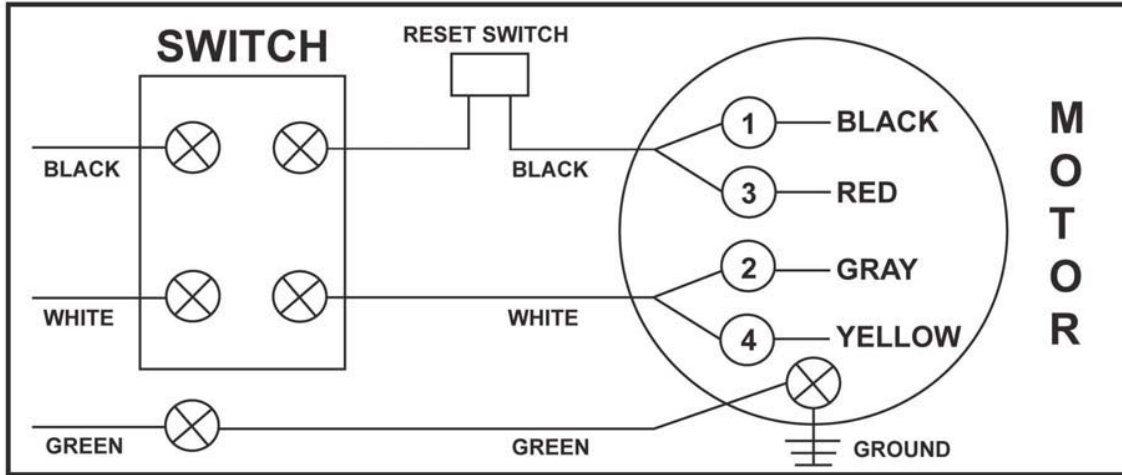 SWITCH
RESET SWITCH
BLACK
BLACK
1 BLACK
3 RED
2 GRAY
4 YELLOW
WHITE
WHITE
GREEN
GREEN
GROUND
M
O
T
O
R